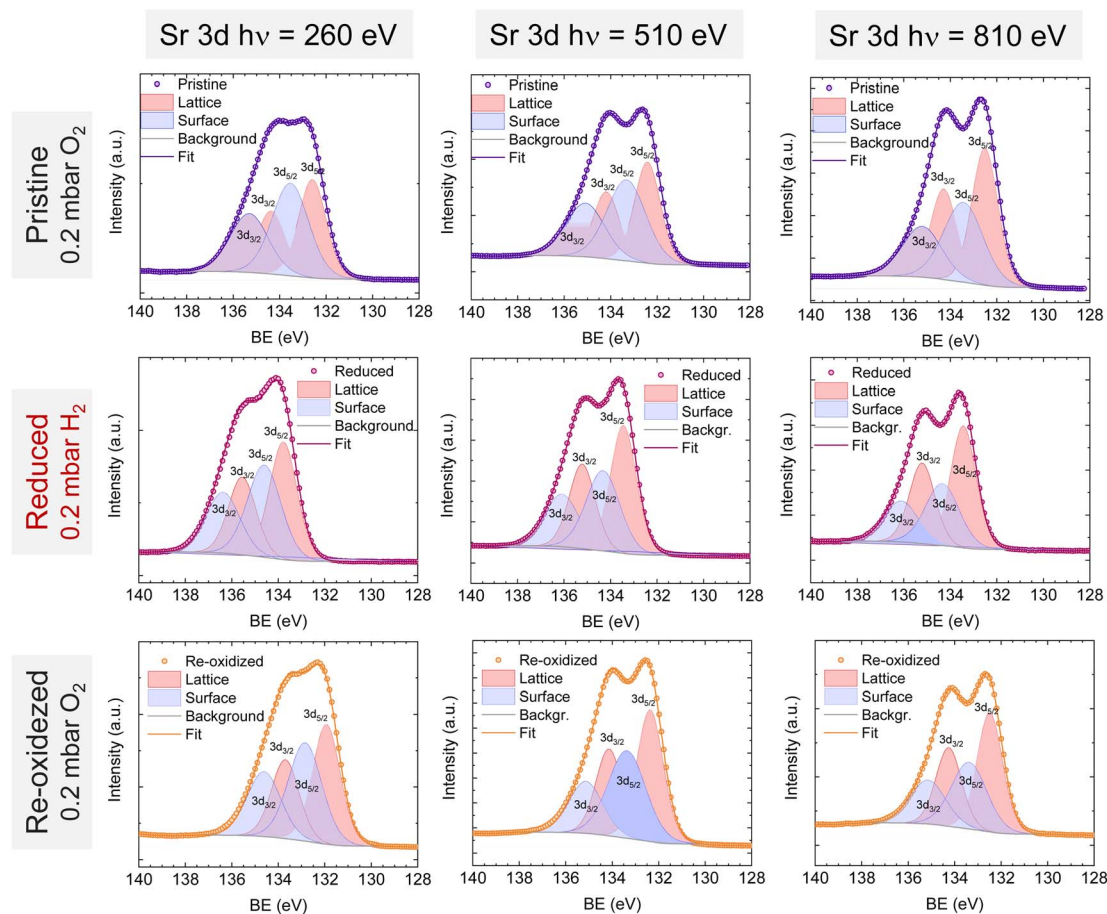 Sr 3d hν = 260 eV
Sr 3d hν = 510 eV
Sr 3d hν = 810 eV
Pristine
0.2 mbar O₂
Intensity (a.u.)
Pristine
Lattice
Surface
Background
Fit
3d₃/₂
3d₃/₂
3d₅/₂
3d₅/₂
140 138 136 134 132 130 128
BE (eV)
Intensity (a.u.)
Pristine
Lattice
Surface
Background
Fit
3d₃/₂
3d₃/₂
3d₅/₂
3d₅/₂
140 138 136 134 132 130 128
BE (eV)
Intensity (a.u.)
Pristine
Lattice
Surface
Background
Fit
3d₃/₂
3d₃/₂
3d₅/₂
3d₅/₂
140 138 136 134 132 130 128
BE (eV)
Reduced
0.2 mbar H₂
Intensity (a.u.)
Reduced
Lattice
Surface
Background
Fit
3d₃/₂
3d₃/₂
3d₅/₂
3d₅/₂
140 138 136 134 132 130 128
BE (eV)
Intensity (a.u.)
Reduced
Lattice
Surface
Backgr.
Fit
3d₃/₂
3d₃/₂
3d₅/₂
3d₅/₂
140 138 136 134 132 130 128
BE (eV)
Intensity (a.u.)
Reduced
Lattice
Surface
Backgr.
Fit
3d₃/₂
3d₃/₂
3d₅/₂
3d₅/₂
140 138 136 134 132 130 128
BE (eV)
Re-oxidezed
0.2 mbar O₂
Intensity (a.u.)
Re-oxidized
Lattice
Surface
Background
Fit
3d₃/₂
3d₃/₂
3d₅/₂
3d₅/₂
140 138 136 134 132 130 128
BE (eV)
Intensity (a.u.)
Re-oxidized
Lattice
Surface
Backgr.
Fit
3d₃/₂
3d₃/₂
3d₅/₂
3d₅/₂
140 138 136 134 132 130 128
BE (eV)
Intensity (a.u.)
Re-oxidized
Lattice
Surface
Backgr.
Fit
3d₃/₂
3d₃/₂
3d₅/₂
3d₅/₂
140 138 136 134 132 130 128
BE (eV)